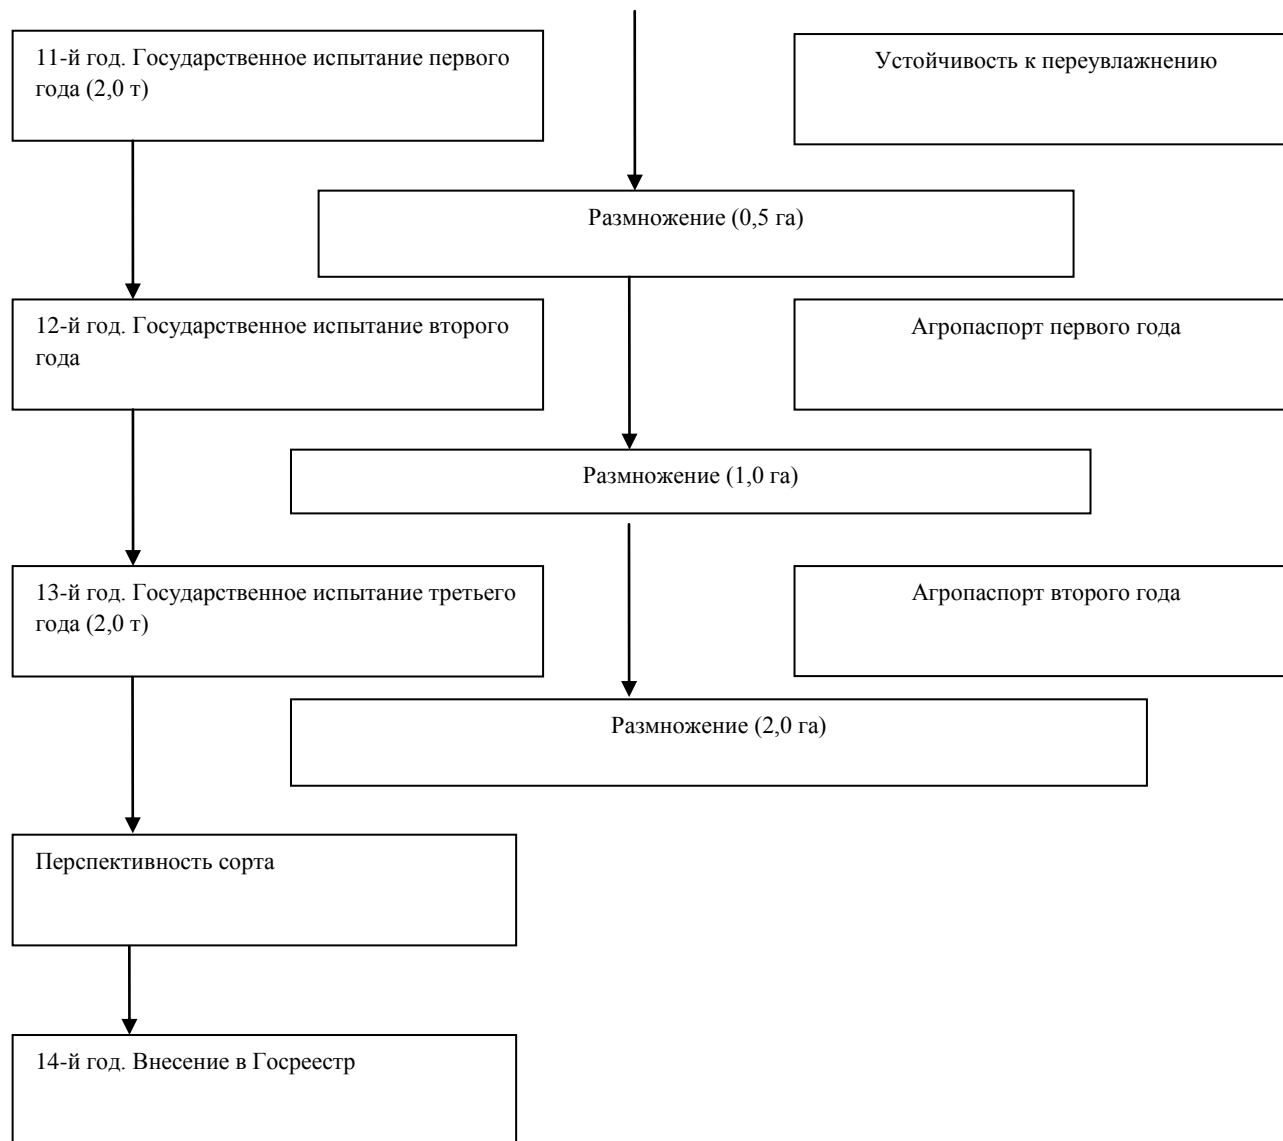 11-й год. Государственное испытание первого
года (2,0 т)
Устойчивость к переувлажнению
Размножение (0,5 га)
12-й год. Государственное испытание второго
года
Агропаспорт первого года
Размножение (1,0 га)
13-й год. Государственное испытание третьего
года (2,0 т)
Агропаспорт второго года
Размножение (2,0 га)
Перспективность сорта
14-й год. Внесение в Госреестр